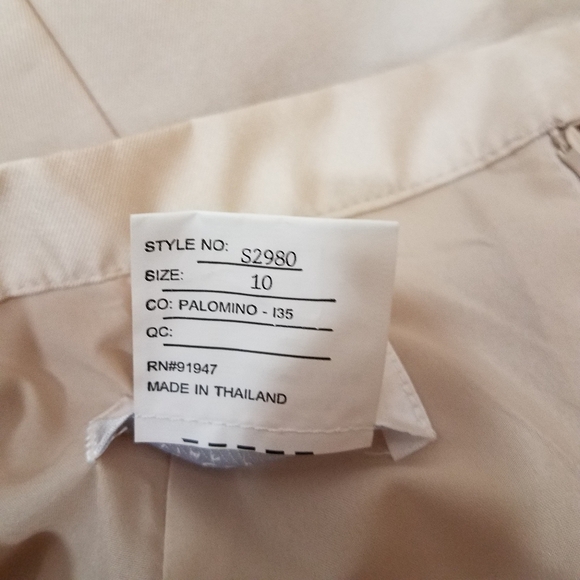 STYLE NO: S2980
SIZE: 10
CO: PALOMINO - I35
QC:
RN#91947
MADE IN THAILAND